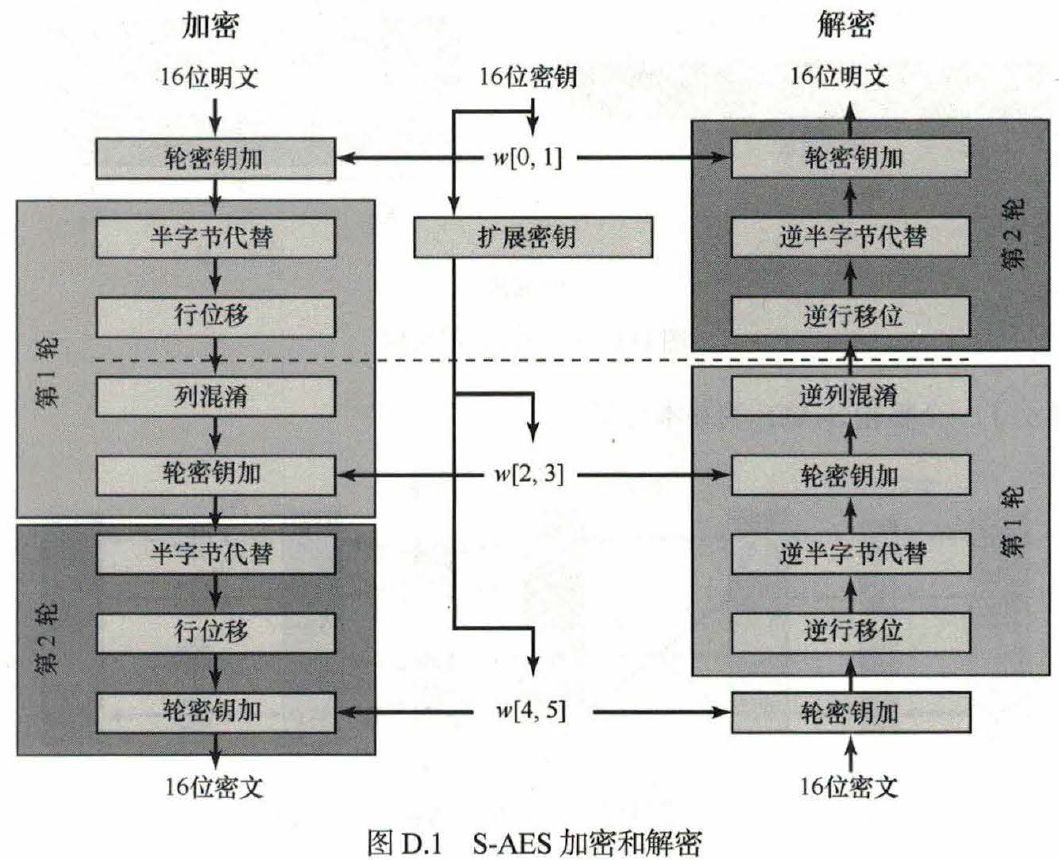 加密
解密
16位明文
16位密钥
16位明文
轮密钥加
w[0, 1]
轮密钥加
半字节代替
扩展密钥
逆半字节代替
行位移
逆行移位
第1轮
第2轮
列混淆
逆列混淆
轮密钥加
w[2, 3]
轮密钥加
半字节代替
逆半字节代替
第2轮
第1轮
行位移
逆行移位
轮密钥加
w[4, 5]
轮密钥加
16位密文
16位密文
图 D.1 S-AES 加密和解密